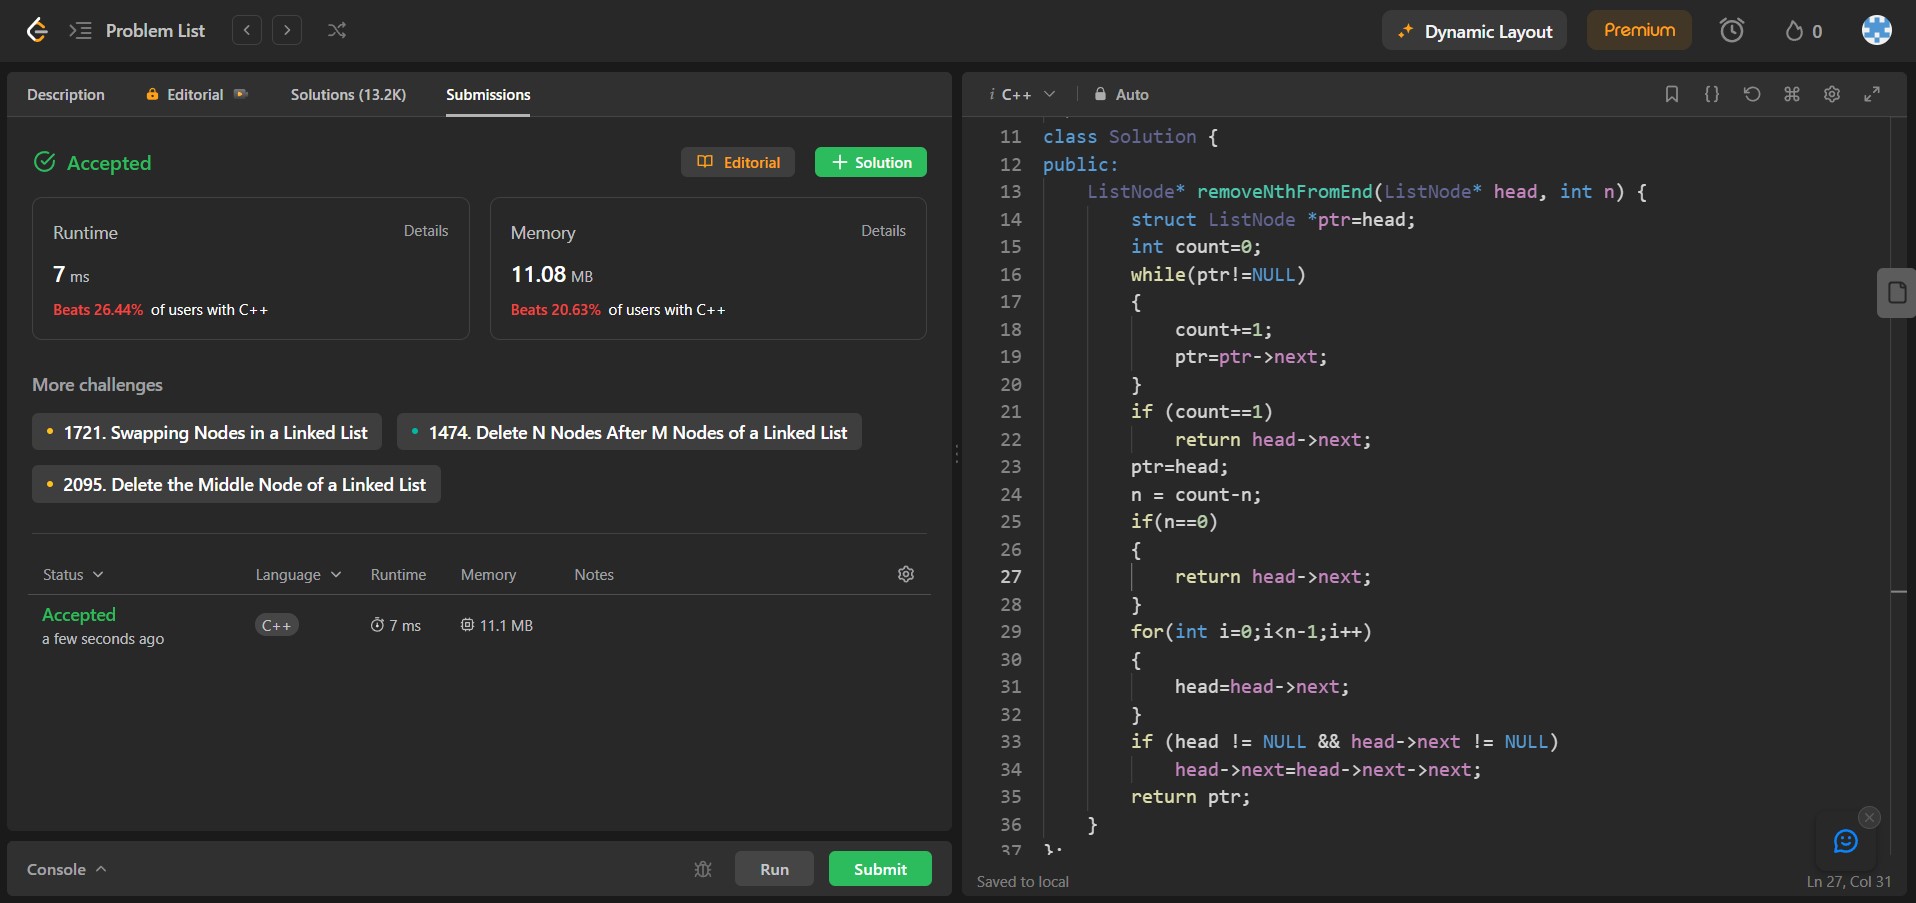 Problem List
Dynamic Layout
Premium
0
Description
Editorial
Solutions (13.2K)
Submissions
Accepted
Editorial
Solution
Runtime
Details
7 ms
Beats 26.44% of users with C++
Memory
Details
11.08 MB
Beats 20.63% of users with C++
More challenges
1721. Swapping Nodes in a Linked List
1474. Delete N Nodes After M Nodes of a Linked List
2095. Delete the Middle Node of a Linked List
Status Language Runtime Memory Notes
Accepted
a few seconds ago
C++
7 ms
11.1 MB
Console
Run
Submit
i C++
Auto
11 class Solution {
12 public:
13 ListNode* removeNthFromEnd(ListNode* head, int n) {
14 struct ListNode *ptr=head;
15 int count=0;
16 while(ptr!=NULL)
17 {
18 count+=1;
19 ptr=ptr->next;
20 }
21 if (count==1)
22 return head->next;
23 ptr=head;
24 n = count-n;
25 if(n==0)
26 {
27 return head->next;
28 }
29 for(int i=0;i<n-1;i++)
30 {
31 head=head->next;
32 }
33 if (head != NULL && head->next != NULL)
34 head->next=head->next->next;
35 return ptr;
36 }
37 };
Saved to local
Ln 27, Col 31